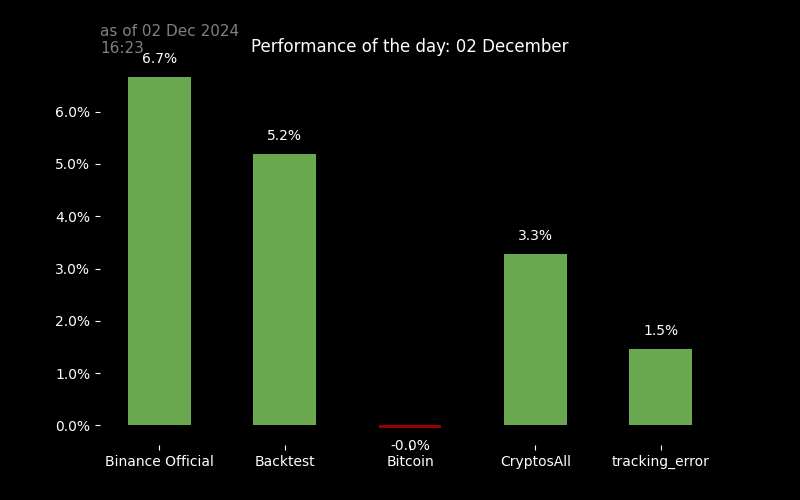 as of 02 Dec 2024
16:23
Performance of the day: 02 December
6.7%
5.2%
-0.0%
3.3%
1.5%
6.0%
5.0%
4.0%
3.0%
2.0%
1.0%
0.0%
Binance Official
Backtest
Bitcoin
CryptosAll
tracking_error